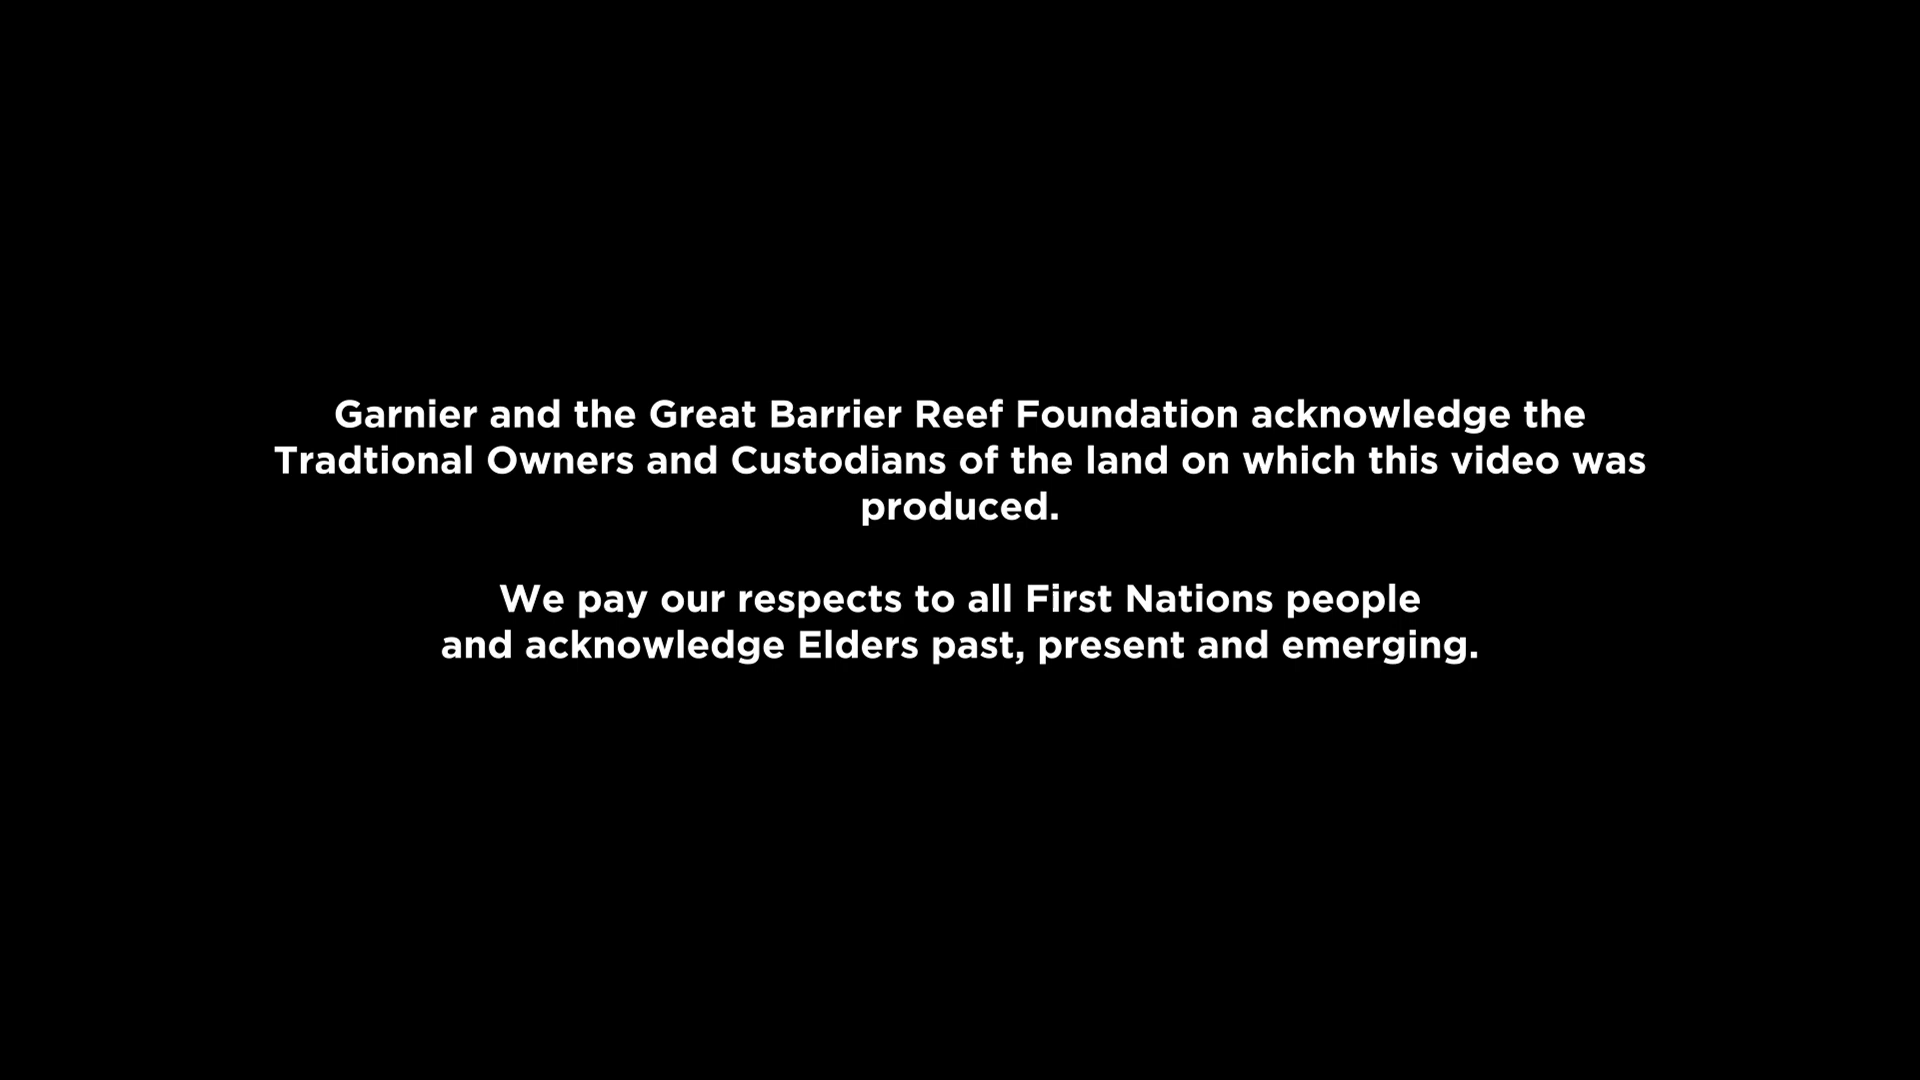 Garnier and the Great Barrier Reef Foundation acknowledge the
Tradtional Owners and Custodians of the land on which this video was
produced.
We pay our respects to all First Nations people
and acknowledge Elders past, present and emerging.